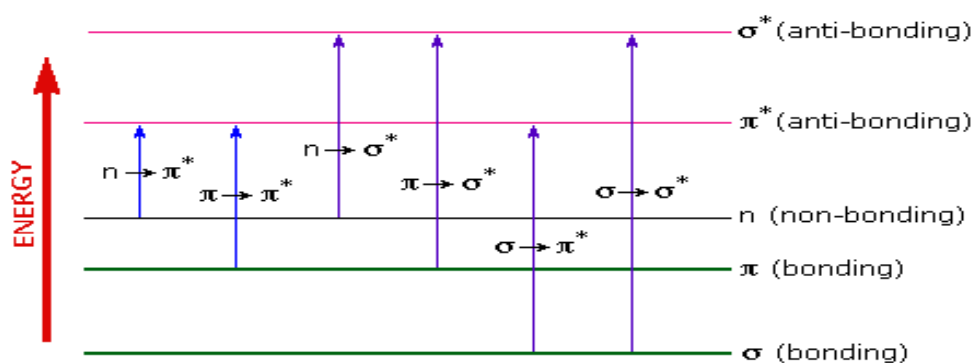 σ* (anti-bonding)
π* (anti-bonding)
n → σ*
n → π*
π → σ*
π → π*
σ → σ*
n (non-bonding)
σ → π*
π (bonding)
σ (bonding)
ENERGY